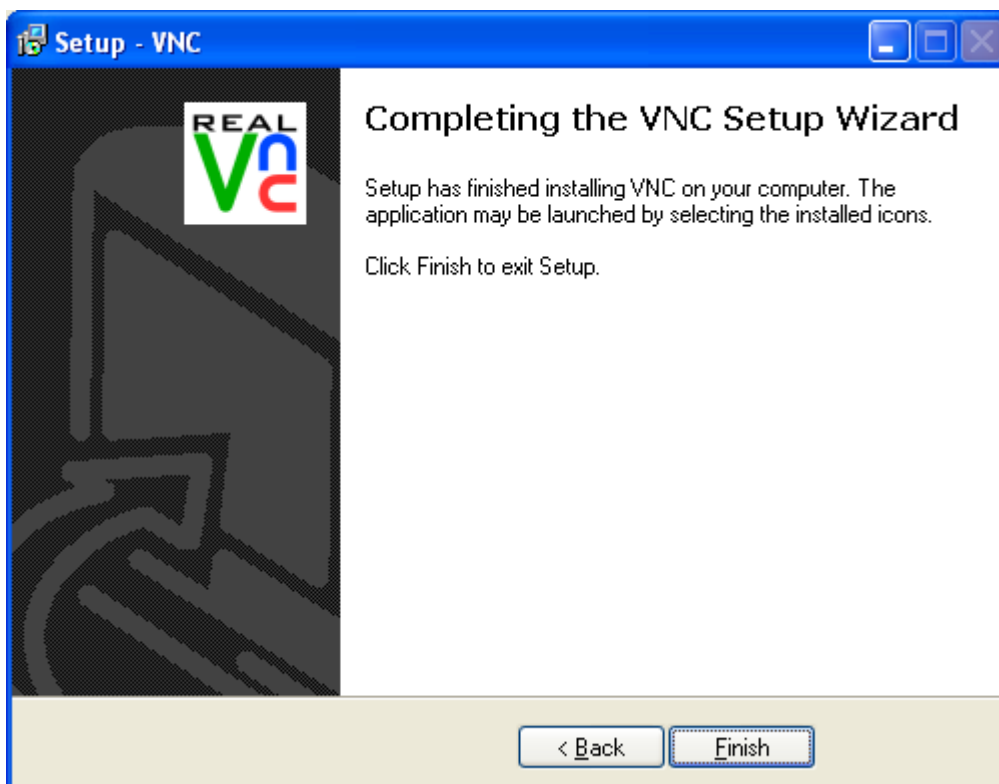 Setup - VNC
REAL
Vnc
Completing the VNC Setup Wizard
Setup has finished installing VNC on your computer. The
application may be launched by selecting the installed icons.
Click Finish to exit Setup.
< Back
Finish